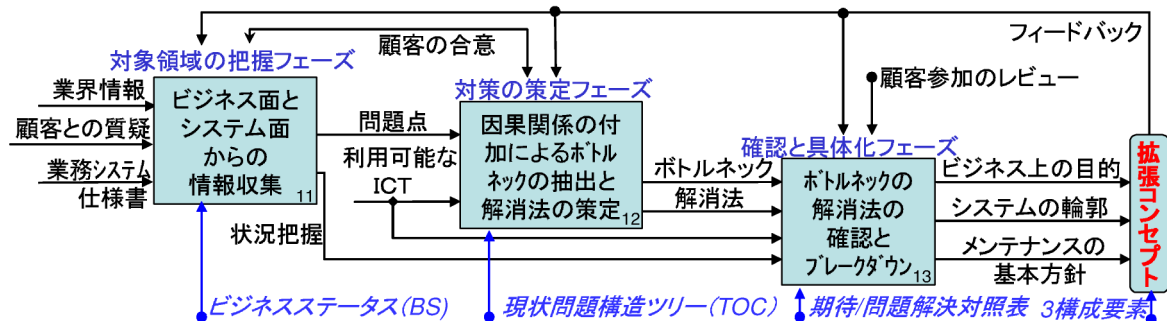 フィードバック
顧客の合意
対象領域の把握フェーズ
業界情報
顧客との質疑
業務システム
仕様書
ビジネス面と
システム面
からの
情報収集
11
問題点
利用可能な
ICT
状況把握
対策の策定フェーズ
因果関係の付
加によるボトル
ネックの抽出と
解消法の策定
12
顧客参加のレビュー
ボトルネック
解消法
確認と具体化フェーズ
ボトルネックの
解消法の
確認と
ブレークダウン
13
ビジネス上の目的
システムの輪郭
メンテナンスの
基本方針
拡張コンセプト
ビジネスステータス(BS)
現状問題構造ツリー(TOC)
期待/問題解決対照表
3構成要素